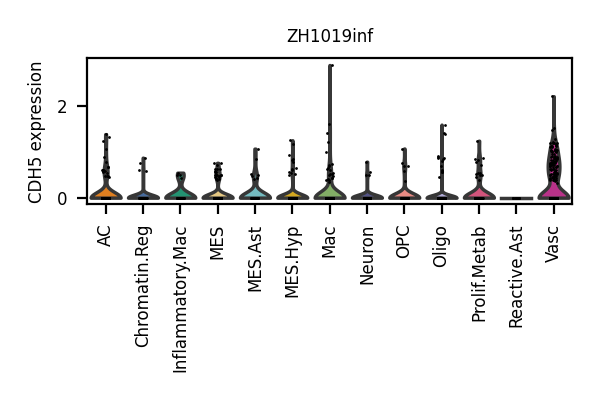 ZH1019inf
CDH5 expression
2
0
AC
Chromatin.Reg
Inflammatory.Mac
MES
MES.Ast
MES.Hyp
Mac
Neuron
OPC
Oligo
Prolif.Metab
Reactive.Ast
Vasc